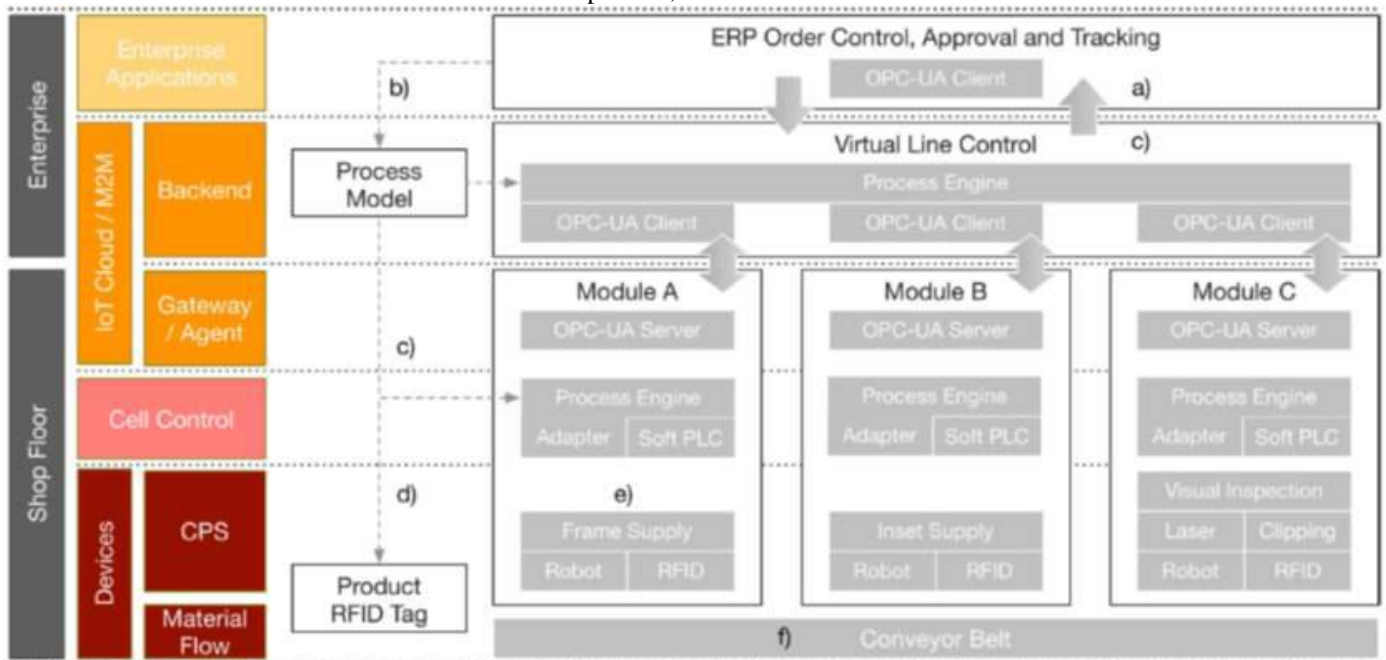 ERP Order Control, Approval and Tracking
Enterprise
Enterprise
Applications
b)
OPC-UA Client
a)
IoT Cloud / M2M
Backend
Process
Model
Virtual Line Control
c)
Process Engine
OPC-UA Client
OPC-UA Client
OPC-UA Client
Shop Floor
Gateway
/ Agent
c)
Module A
Module B
Module C
OPC-UA Server
OPC-UA Server
OPC-UA Server
Cell Control
Process Engine
Adapter
Soft PLC
Process Engine
Adapter
Soft PLC
Process Engine
Adapter
Soft PLC
Devices
CPS
d)
e)
Frame Supply
Robot
RFID
Inset Supply
Robot
RFID
Visual Inspection
Laser
Clipping
Robot
RFID
Product
RFID Tag
Material
Flow
f)
Conveyor Belt